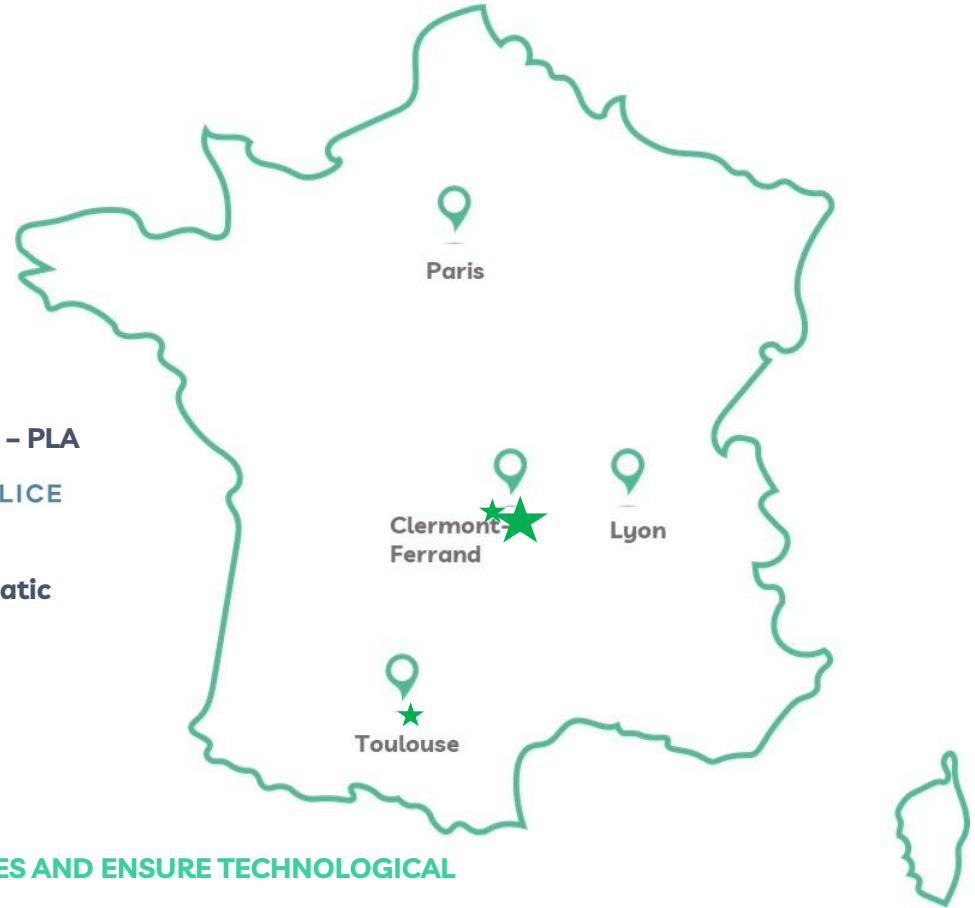 Paris
– PLA
LICE
Clermont-
Ferrand
Lyon
atic
Toulouse
ES AND ENSURE TECHNOLOGICAL